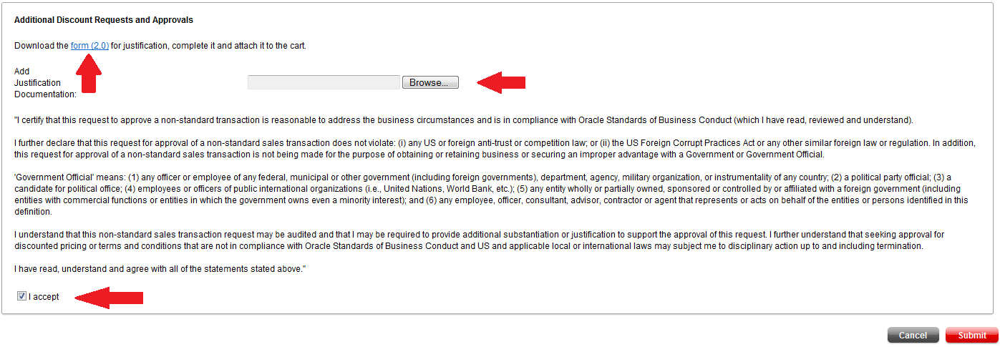 Additional Discount Requests and Approvals
Download the form (2.0) for justification, complete it and attach it to the cart.
Add
Justification
Documentation:
Browse...
"I certify that this request to approve a non-standard transaction is reasonable to address the business circumstances and is in compliance with Oracle Standards of Business Conduct (which I have read, reviewed and understand).
I further declare that this request for approval of a non-standard sales transaction does not violate: (i) any US or foreign anti-trust or competition law; or (ii) the US Foreign Corrupt Practices Act or any other similar foreign law or regulation. In addition,
this request for approval of a non-standard sales transaction is not being made for the purpose of obtaining or retaining business or securing an improper advantage with a Government or Government Official.
'Government Official' means: (1) any officer or employee of any federal, municipal or other government (including foreign governments), department, agency, military organization, or instrumentality of any country; (2) a political party official; (3) a
candidate for political office; (4) employees or officers of public international organizations (i.e., United Nations, World Bank, etc.); (5) any entity wholly or partially owned, sponsored or controlled by or affiliated with a foreign government (including
entities with commercial functions or entities in which the government owns even a minority interest); and (6) any employee, officer, consultant, advisor, contractor or agent that represents or acts on behalf of the entities or persons identified in this
definition.
I understand that this non-standard sales transaction request may be audited and that I may be required to provide additional substantiation or justification to support the approval of this request. I further understand that seeking approval for
discounted pricing or terms and conditions that are not in compliance with Oracle Standards of Business Conduct and US and applicable local or international laws may subject me to disciplinary action up to and including termination.
I have read, understand and agree with all of the statements stated above."
I accept
Cancel
Submit